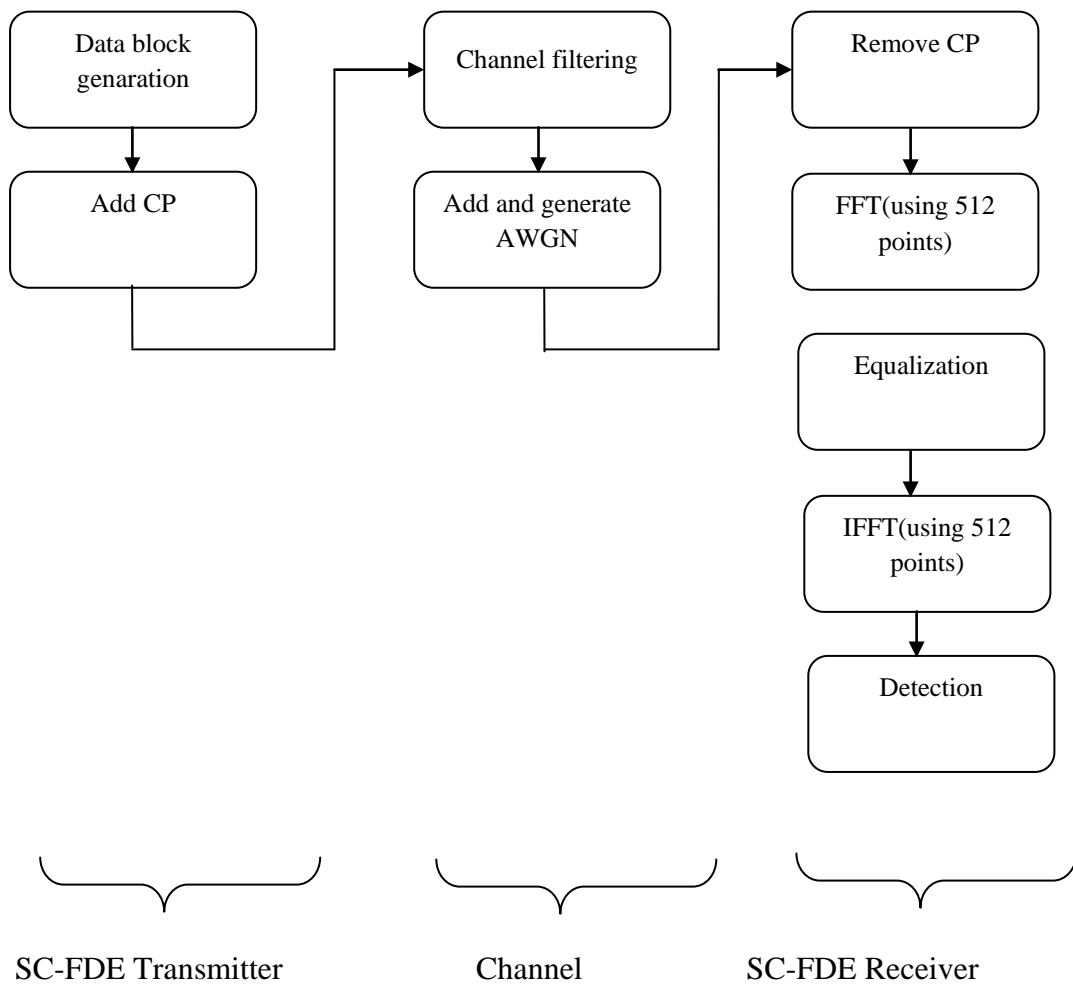 Data block
genaration
Add CP
Channel filtering
Add and generate
AWGN
Remove CP
FFT(using 512
points)
Equalization
IFFT(using 512
points)
Detection
SC-FDE Transmitter
Channel
SC-FDE Receiver